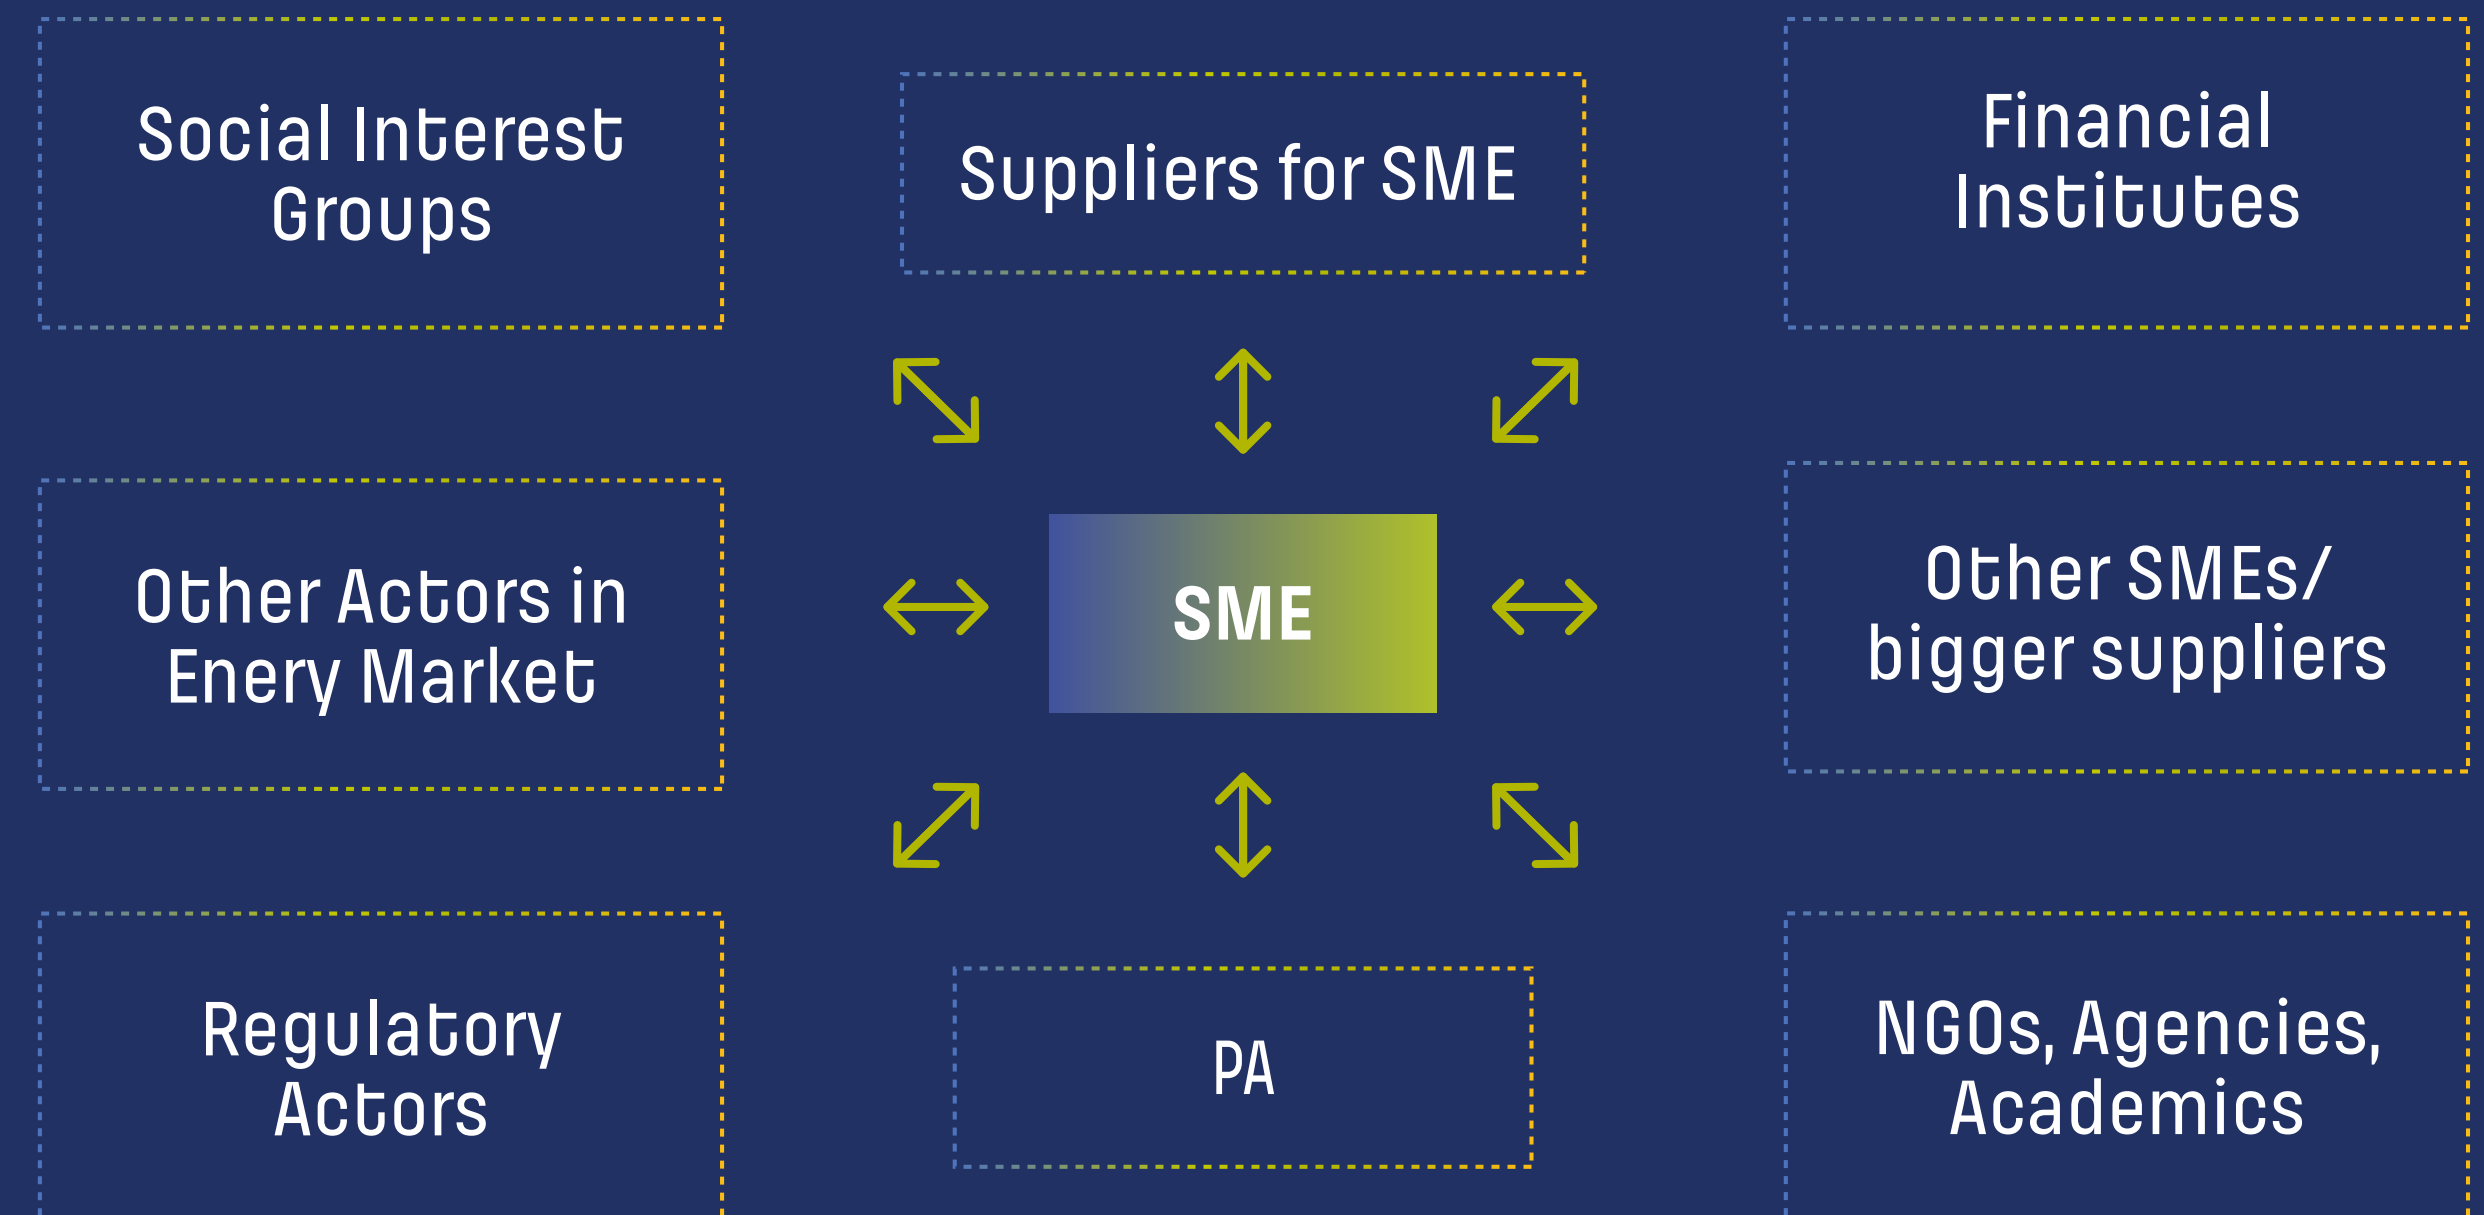 Social Interest
Groups
Suppliers for SME
Financial
Institutes
Other Actors in
Enery Market
SME
Other SMEs/
bigger suppliers
Regulatory
Actors
PA
NGOs, Agencies,
Academics